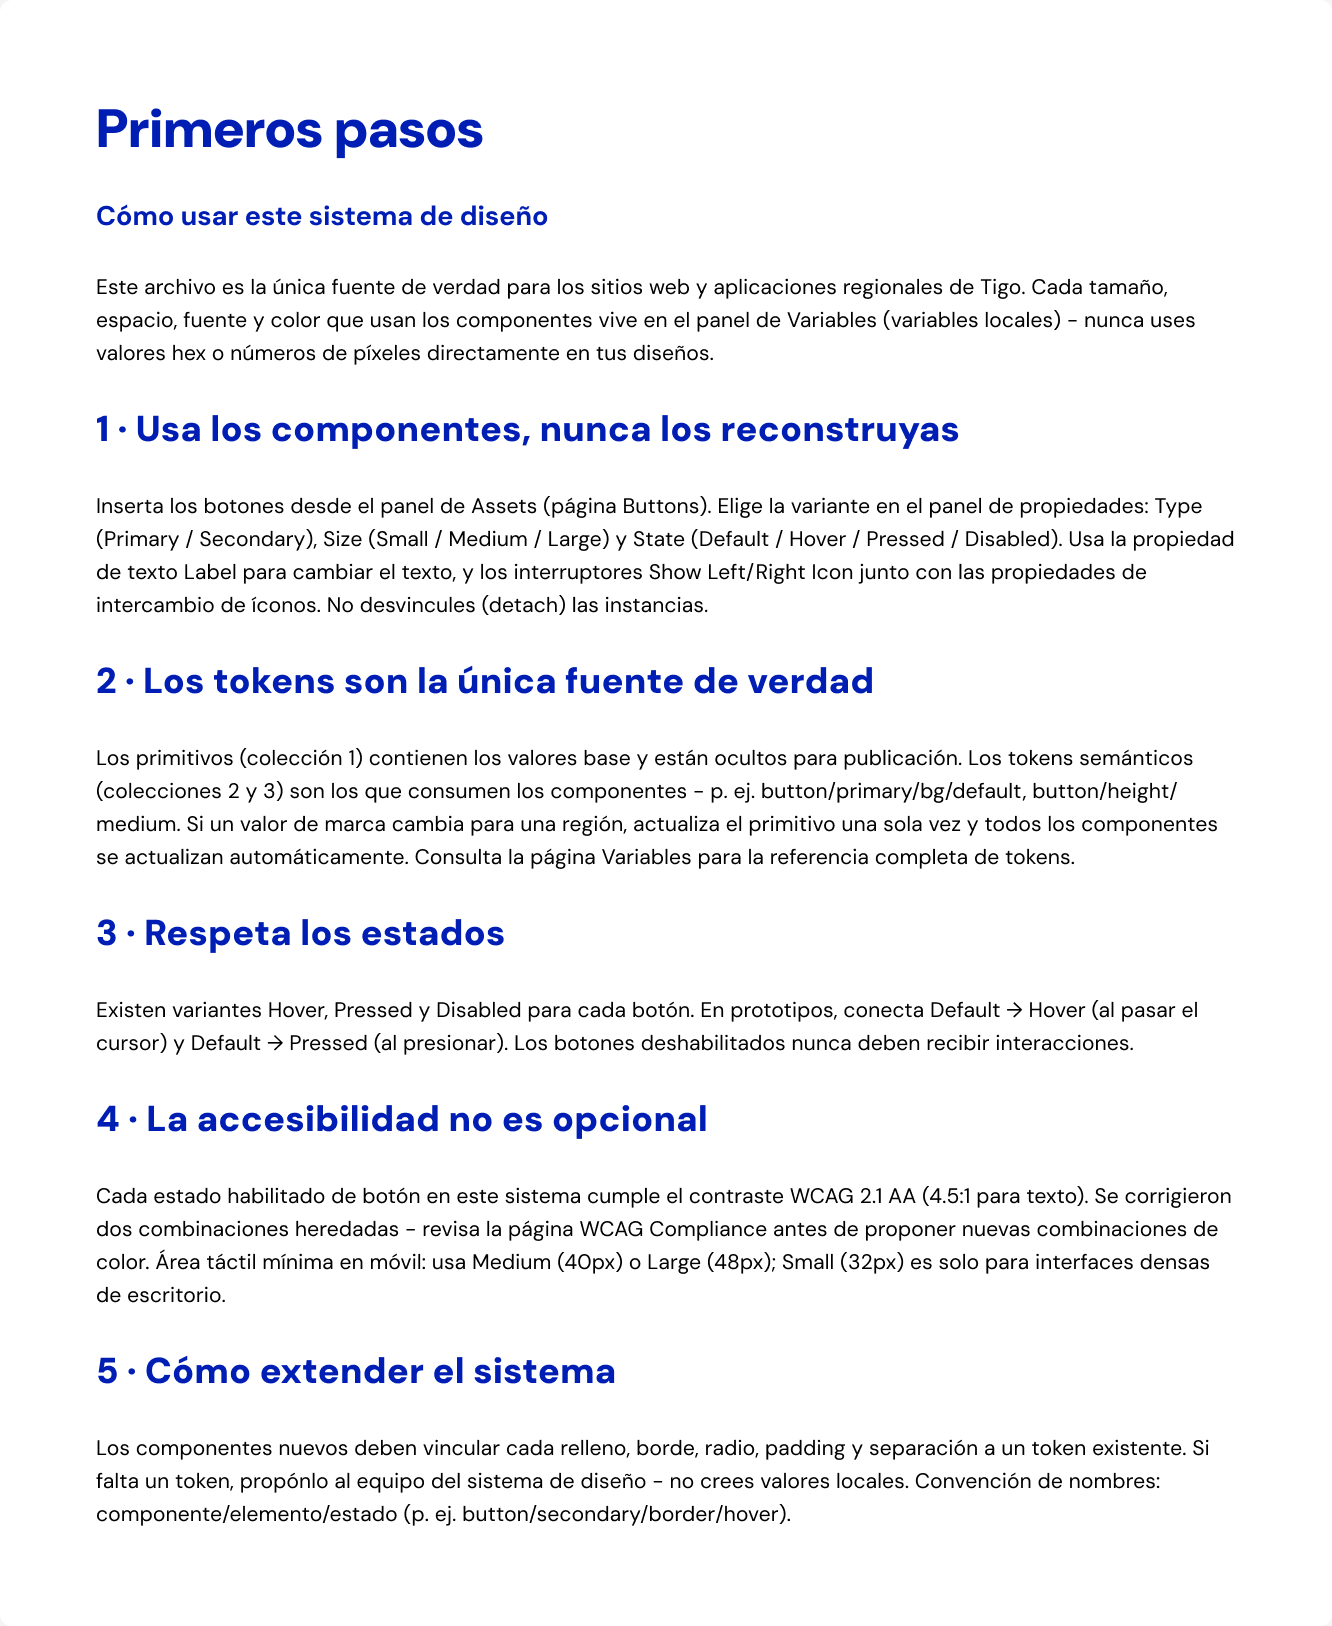 Primeros pasos
Cómo usar este sistema de diseño
Este archivo es la única fuente de verdad para los sitios web y aplicaciones regionales de Tigo. Cada tamaño,
espacio, fuente y color que usan los componentes vive en el panel de Variables (variables locales) – nunca uses
valores hex o números de píxeles directamente en tus diseños.
1 · Usa los componentes, nunca los reconstruyas
Inserta los botones desde el panel de Assets (página Buttons). Elige la variante en el panel de propiedades: Type
(Primary / Secondary), Size (Small / Medium / Large) y State (Default / Hover / Pressed / Disabled). Usa la propiedad
de texto Label para cambiar el texto, y los interruptores Show Left/Right Icon junto con las propiedades de
intercambio de íconos. No desvincules (detach) las instancias.
2 · Los tokens son la única fuente de verdad
Los primitivos (colección 1) contienen los valores base y están ocultos para publicación. Los tokens semánticos
(colecciones 2 y 3) son los que consumen los componentes – p. ej. button/primary/bg/default, button/height/
medium. Si un valor de marca cambia para una región, actualiza el primitivo una sola vez y todos los componentes
se actualizan automáticamente. Consulta la página Variables para la referencia completa de tokens.
3 · Respeta los estados
Existen variantes Hover, Pressed y Disabled para cada botón. En prototipos, conecta Default → Hover (al pasar el
cursor) y Default → Pressed (al presionar). Los botones deshabilitados nunca deben recibir interacciones.
4 · La accesibilidad no es opcional
Cada estado habilitado de botón en este sistema cumple el contraste WCAG 2.1 AA (4.5:1 para texto). Se corrigieron
dos combinaciones heredadas – revisa la página WCAG Compliance antes de proponer nuevas combinaciones de
color. Área táctil mínima en móvil: usa Medium (40px) o Large (48px); Small (32px) es solo para interfaces densas
de escritorio.
5 · Cómo extender el sistema
Los componentes nuevos deben vincular cada relleno, borde, radio, padding y separación a un token existente. Si
falta un token, propónlo al equipo del sistema de diseño – no crees valores locales. Convención de nombres:
componente/elemento/estado (p. ej. button/secondary/border/hover).